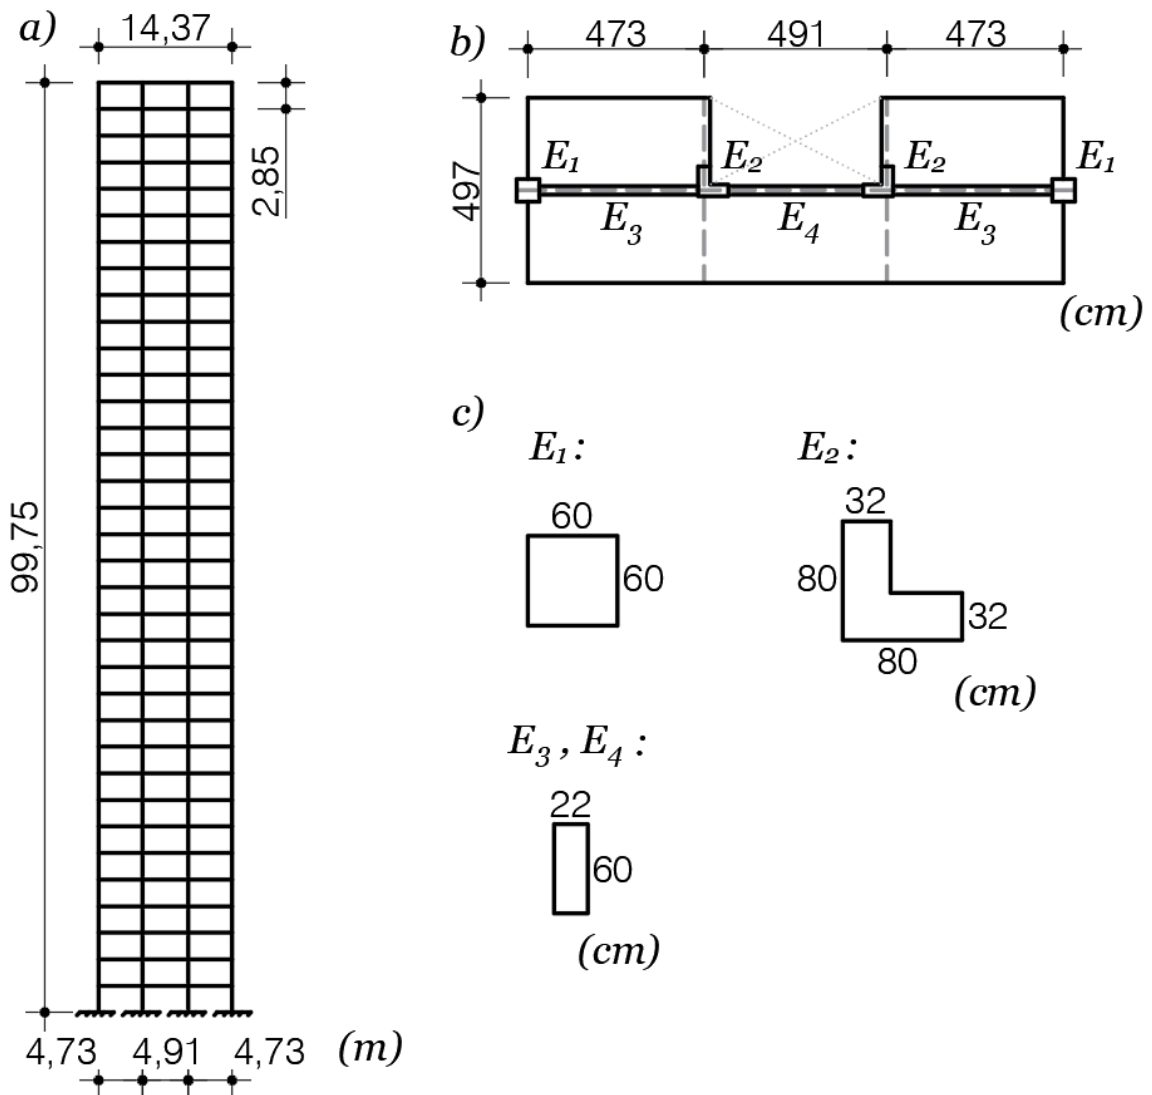 a)
14,37
2,85
99,75
4,73 4,91 4,73 (m)
b)
473 491 473
497
E₁ E₂ E₂ E₁
E₃ E₄ E₃
(cm)
c)
E₁ : E₂ :
60
60
32
80
32
80
(cm)
E₃ , E₄ :
22
60
(cm)